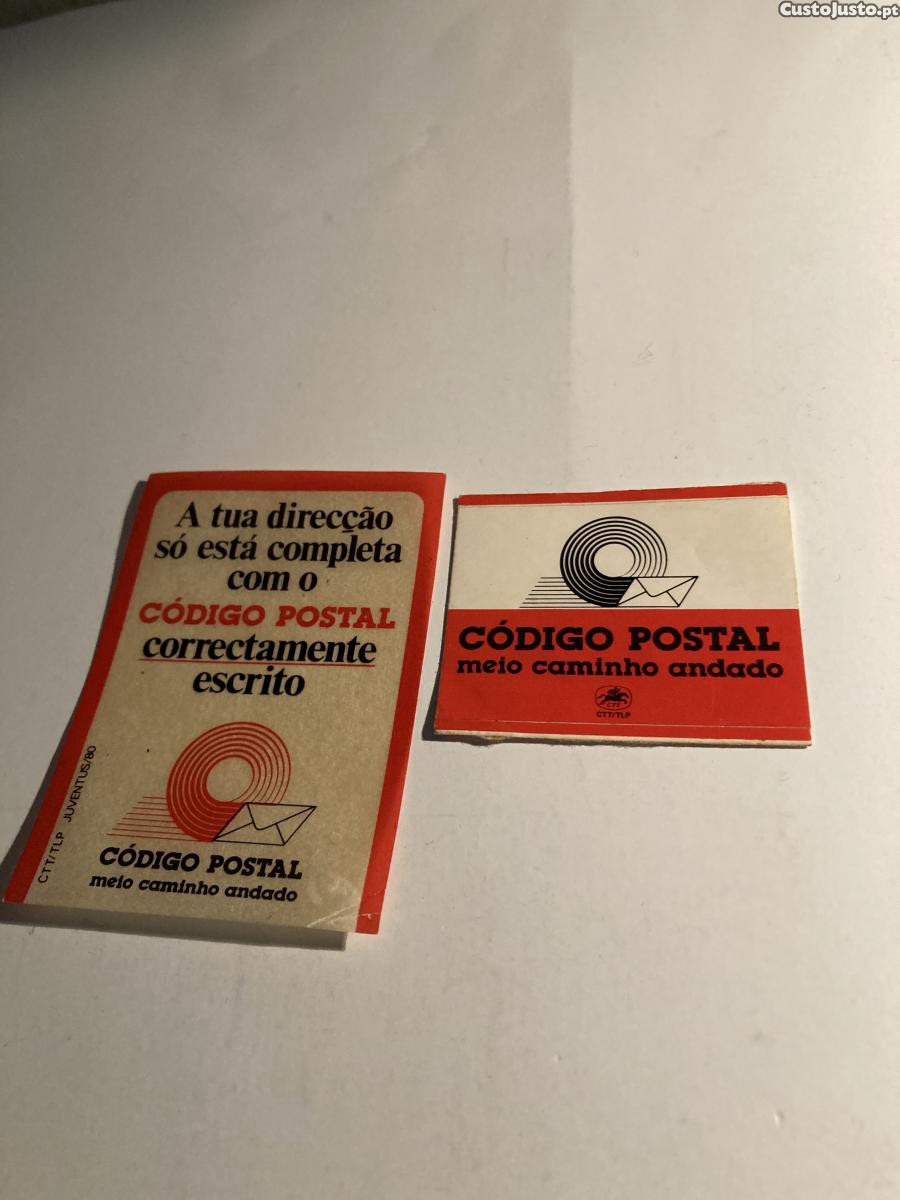 CustoJusto.pt
A tua direcção
só está completa
com o
CÓDIGO POSTAL
correctamente
escrito
CTT/TLP JUVENTUS/80
CÓDIGO POSTAL
meio caminho andado
CÓDIGO POSTAL
meio caminho andado
CTT
CTT/TLP